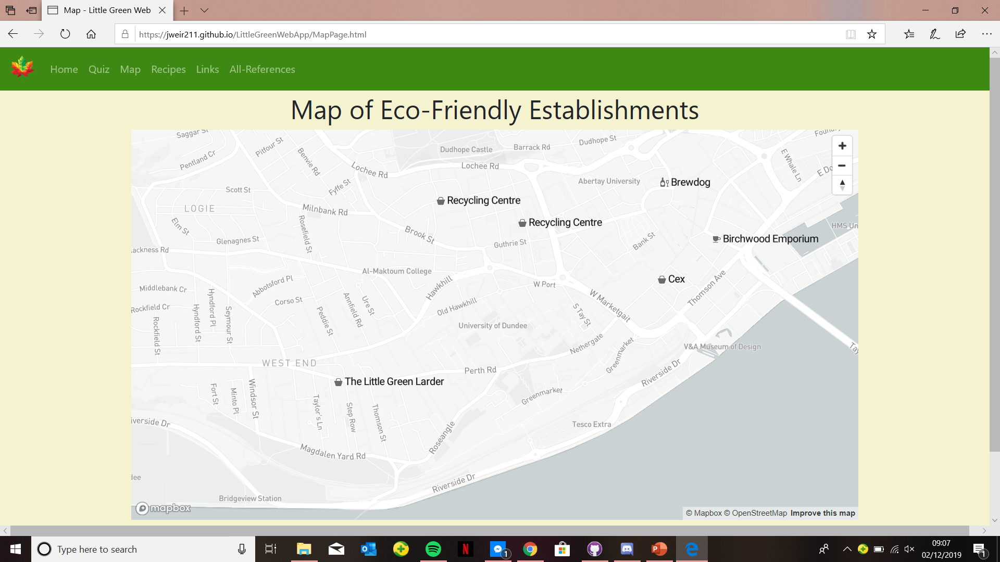 Map - Little Green Web
https://jweir211.github.io/LittleGreenWebApp/MapPage.html
Home Quiz Map Recipes Links All-References
Map of Eco-Friendly Establishments
Saggar St
Pitfour St
Dudhope Castle
Barrack Rd
Dudhope St
Pentland Cr
Benvie Rd
Lochee Rd
Lochee Rd
E Whale Ln
E Do
Scott St
Fyffe St
Abertay University
Brewdog
Recycling Centre
LOGIE
Milnbank Rd
Recycling Centre
Elm St
Rosefield St
Brook St
HMS Un
Glenagnes St
Guthrie St
Bank St
Birchwood Emporium
lackness Rd
Al-Maktoum College
Hawkhill
W Port
Cex
Thomson Ave
Middlebank Cr
Abbotsford Pl
Hyndford Pl
Corso St
Ure St
Annfield Rd
Old Hawkhill
W Marketgait
S Tay St
Rockfield Cr
Hyndford St
Seymour St
Peddie St
Rockfield St
University of Dundee
Nethergate
Greenmarket
V&A Museum of Design
Tay
WEST END
Perth Rd
Riverside Dr
The Little Green Larder
Fort St
Minto Pl
Windsor St
Taylor's Ln
Step Row
Thomson St
Greenmarket
iverside Dr
Roseangle
Tesco Extra
Magdalen Yard Rd
dee
Riverside Dr
Bridgeview Station
mapbox
© Mapbox © OpenStreetMap Improve this map
Type here to search
1
09:07
02/12/2019
1